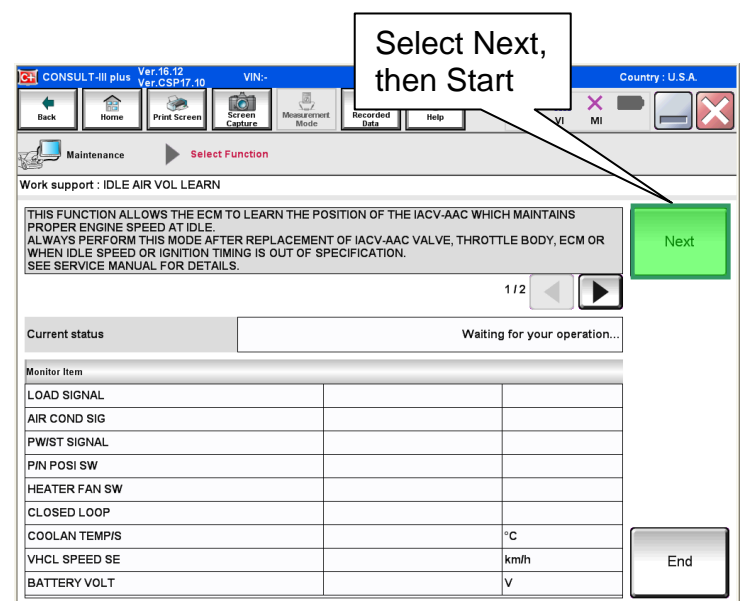 Select Next,
then Start
C+ CONSULT-III plus Ver.16.12
Ver.CSP17.10
VIN:-
Country : U.S.A.
Back
Home
Print Screen
Screen
Capture
Measurement
Mode
Recorded
Data
Help
VI
MI
Maintenance
Select Function
Work support : IDLE AIR VOL LEARN
THIS FUNCTION ALLOWS THE ECM TO LEARN THE POSITION OF THE IACV-AAC WHICH MAINTAINS
PROPER ENGINE SPEED AT IDLE.
ALWAYS PERFORM THIS MODE AFTER REPLACEMENT OF IACV-AAC VALVE, THROTTLE BODY, ECM OR
WHEN IDLE SPEED OR IGNITION TIMING IS OUT OF SPECIFICATION.
SEE SERVICE MANUAL FOR DETAILS.
Next
1 / 2
Current status
Waiting for your operation...
Monitor Item
LOAD SIGNAL
AIR COND SIG
PW/ST SIGNAL
P/N POSI SW
HEATER FAN SW
CLOSED LOOP
COOLAN TEMP/S °C
VHCL SPEED SE km/h
BATTERY VOLT V
End